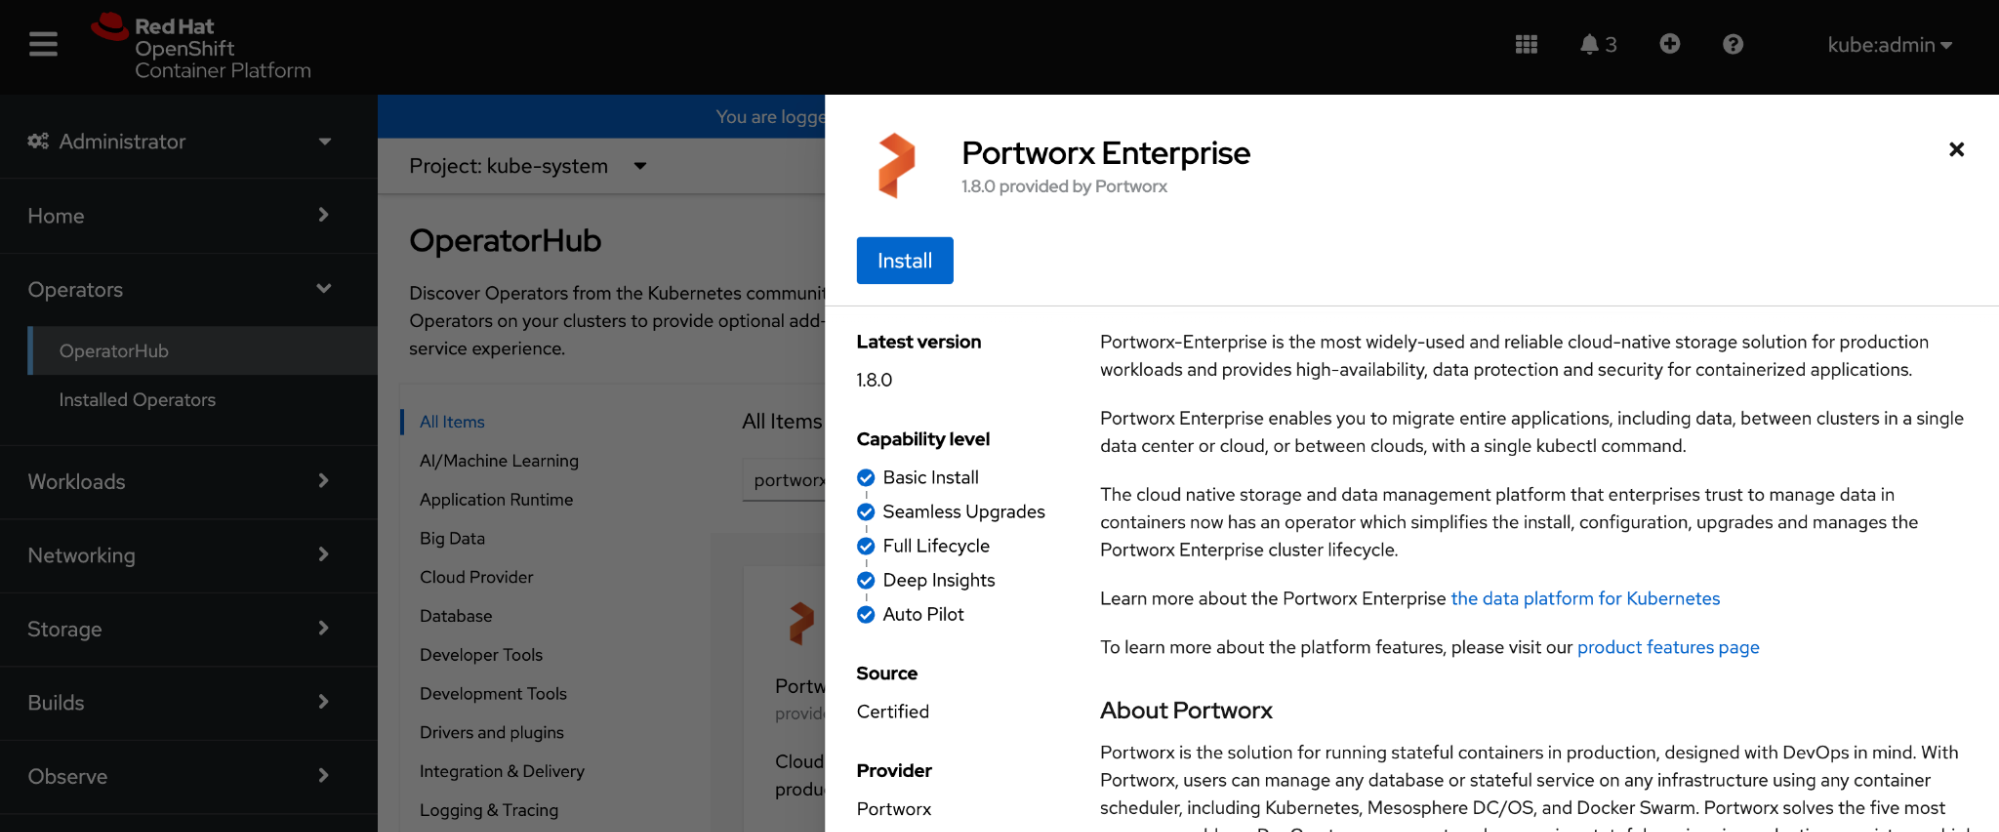 Red Hat
OpenShift
Container Platform
3
kube:admin
Administrator
Home
Operators
OperatorHub
Installed Operators
Workloads
Networking
Storage
Builds
Observe
You are logge
Project: kube-system
OperatorHub
Discover Operators from the Kubernetes communit
Operators on your clusters to provide optional add-
service experience.
All Items
AI/Machine Learning
Application Runtime
Big Data
Cloud Provider
Database
Developer Tools
Development Tools
Drivers and plugins
Integration & Delivery
Logging & Tracing
All Items
portworx
Portw
provide
Cloud
produc
Portworx Enterprise
1.8.0 provided by Portworx
Install
Latest version
1.8.0
Capability level
Basic Install
Seamless Upgrades
Full Lifecycle
Deep Insights
Auto Pilot
Source
Certified
Provider
Portworx
Portworx-Enterprise is the most widely-used and reliable cloud-native storage solution for production
workloads and provides high-availability, data protection and security for containerized applications.
Portworx Enterprise enables you to migrate entire applications, including data, between clusters in a single
data center or cloud, or between clouds, with a single kubectl command.
The cloud native storage and data management platform that enterprises trust to manage data in
containers now has an operator which simplifies the install, configuration, upgrades and manages the
Portworx Enterprise cluster lifecycle.
Learn more about the Portworx Enterprise the data platform for Kubernetes
To learn more about the platform features, please visit our product features page
About Portworx
Portworx is the solution for running stateful containers in production, designed with DevOps in mind. With
Portworx, users can manage any database or stateful service on any infrastructure using any container
scheduler, including Kubernetes, Mesosphere DC/OS, and Docker Swarm. Portworx solves the five most